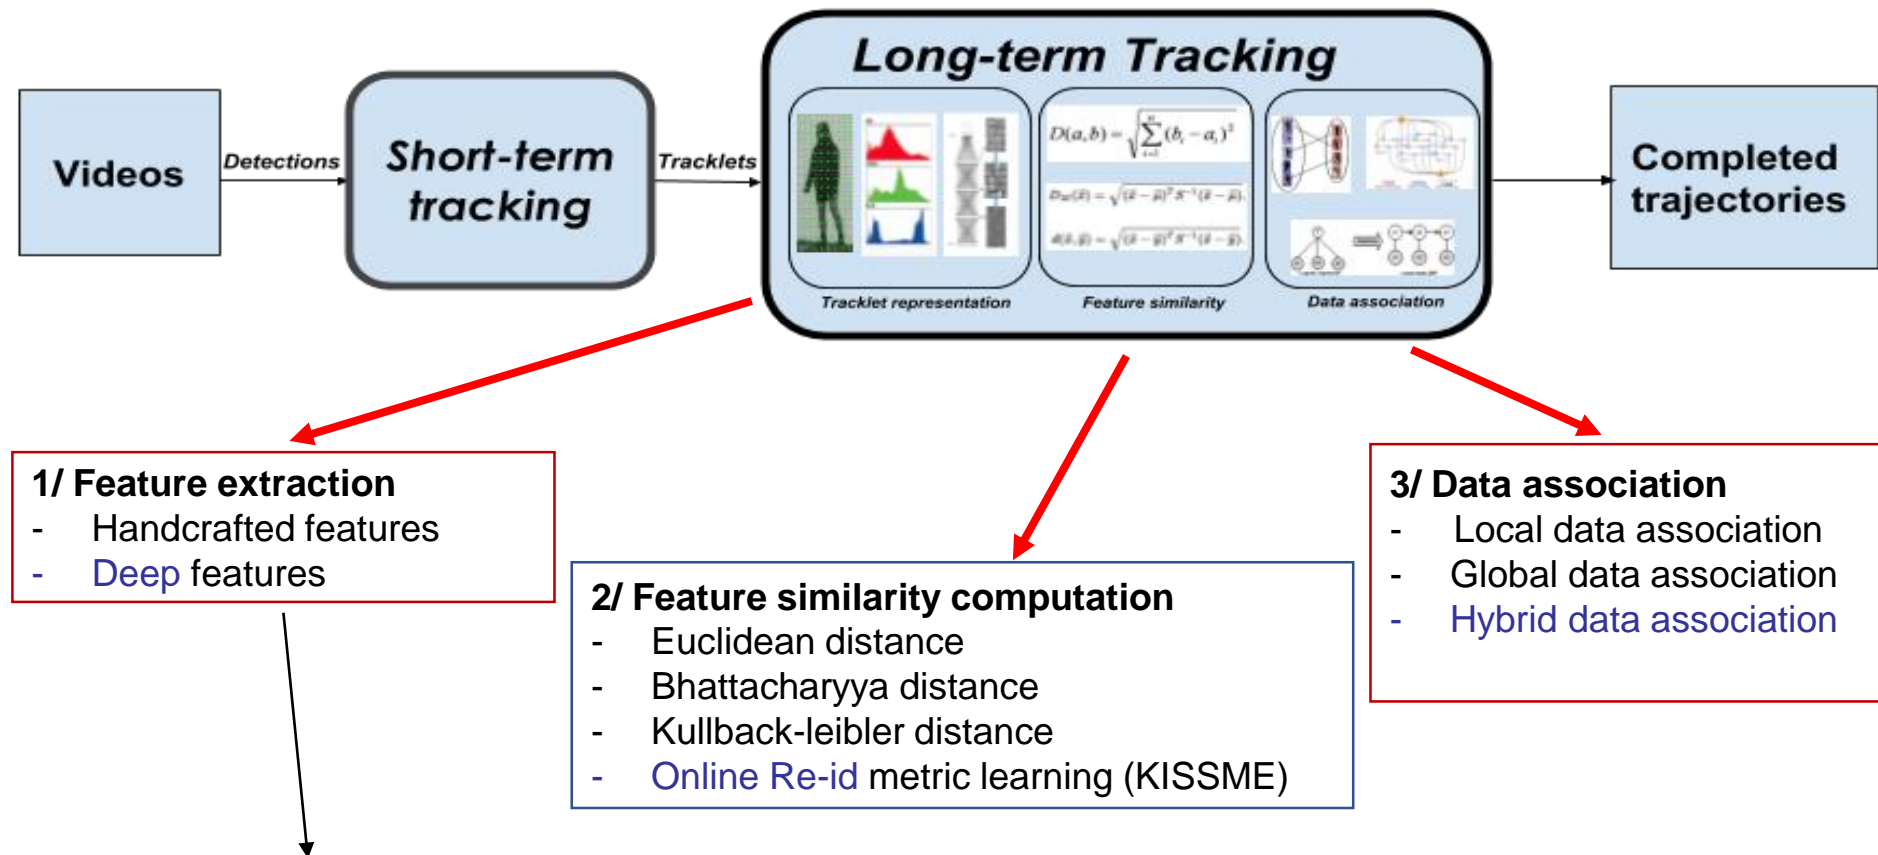 Long-term Tracking
Videos
Detections
Short-term
tracking
Tracklets
Completed
trajectories
Tracklet representation
Feature similarity
Data association
1/ Feature extraction
- Handcrafted features
- Deep features
2/ Feature similarity computation
- Euclidean distance
- Bhattacharyya distance
- Kullback-leibler distance
- Online Re-id metric learning (KISSME)
3/ Data association
- Local data association
- Global data association
- Hybrid data association